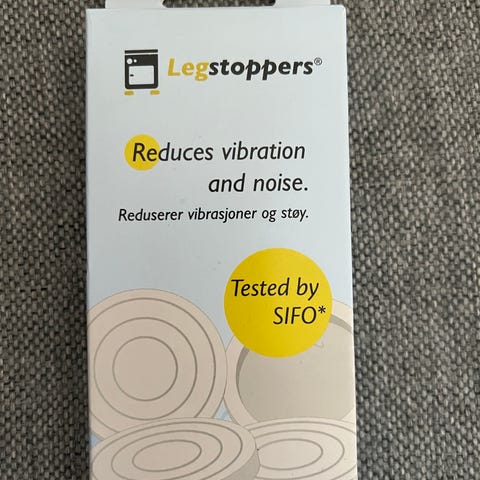 Legstoppers®
Reduces vibration
and noise.
Reduserer vibrasjoner og støy.
Tested by
SIFO*